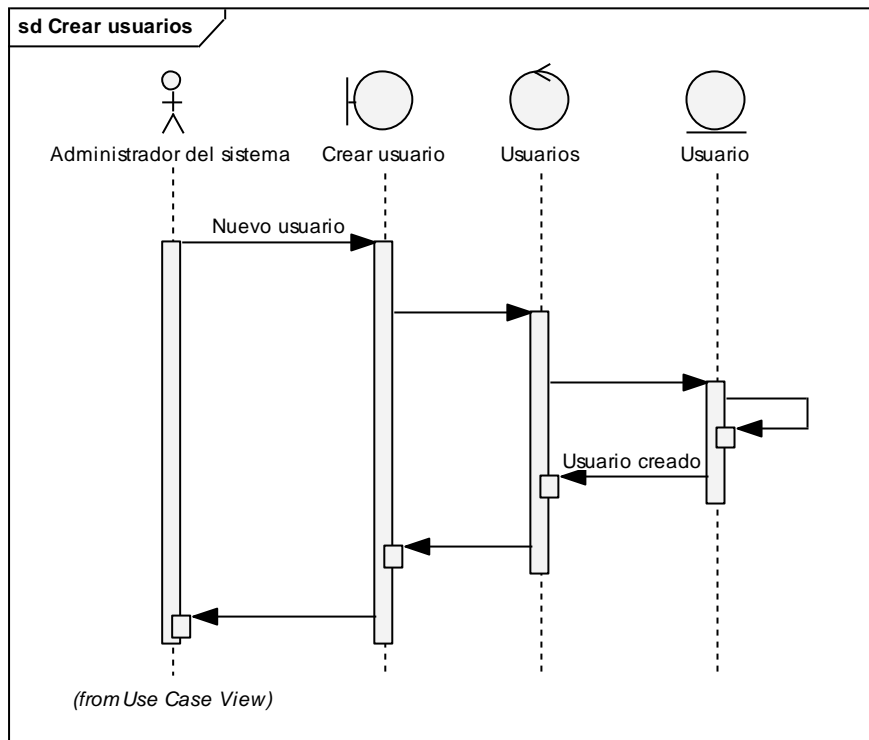 sd Crear usuarios
Administrador del sistema
Crear usuario
Usuarios
Usuario
Nuevo usuario
Usuario creado
(from Use Case View)